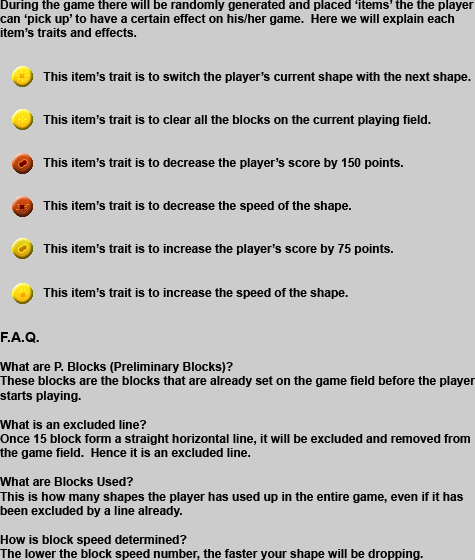 During the game there will be randomly generated and placed ‘items’ the the player
can ‘pick up’ to have a certain effect on his/her game.  Here we will explain each
item’s traits and effects.
This item’s trait is to switch the player’s current shape with the next shape.
This item’s trait is to clear all the blocks on the current playing field.
This item’s trait is to decrease the player’s score by 150 points.
This item’s trait is to decrease the speed of the shape.
This item’s trait is to increase the player’s score by 75 points.
This item’s trait is to increase the speed of the shape.
F.A.Q.
What are P. Blocks (Preliminary Blocks)?
These blocks are the blocks that are already set on the game field before the player
starts playing.
What is an excluded line?
Once 15 block form a straight horizontal line, it will be excluded and removed from
the game field.  Hence it is an excluded line.
What are Blocks Used?
This is how many shapes the player has used up in the entire game, even if it has
been excluded by a line already.
How is block speed determined?
The lower the block speed number, the faster your shape will be dropping.